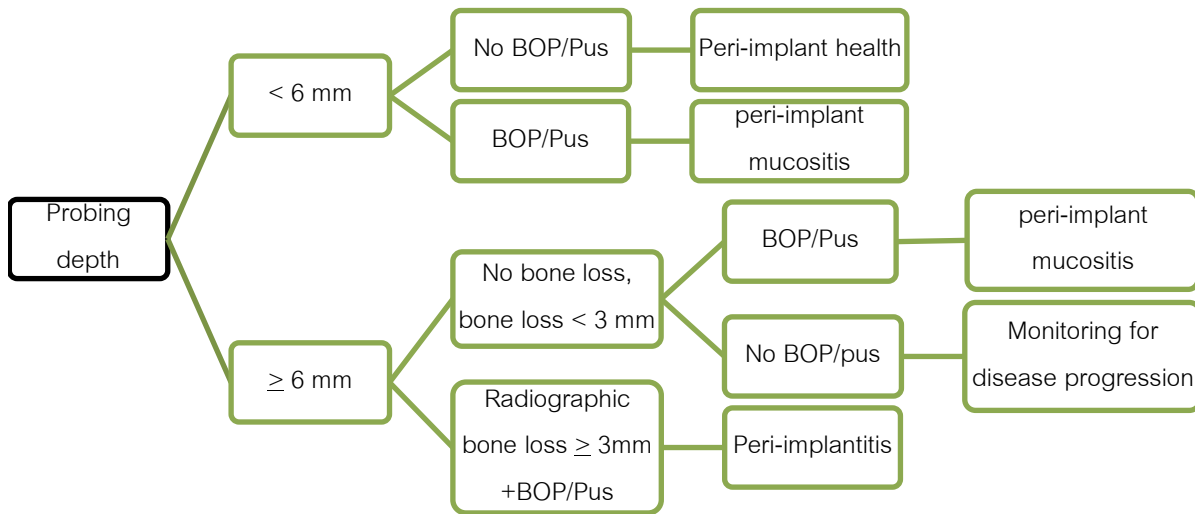 Probing
depth
< 6 mm
No BOP/Pus
Peri-implant health
BOP/Pus
peri-implant
mucositis
≥ 6 mm
No bone loss,
bone loss < 3 mm
BOP/Pus
peri-implant
mucositis
No BOP/pus
Monitoring for
disease progression
Radiographic
bone loss ≥ 3mm
+BOP/Pus
Peri-implantitis